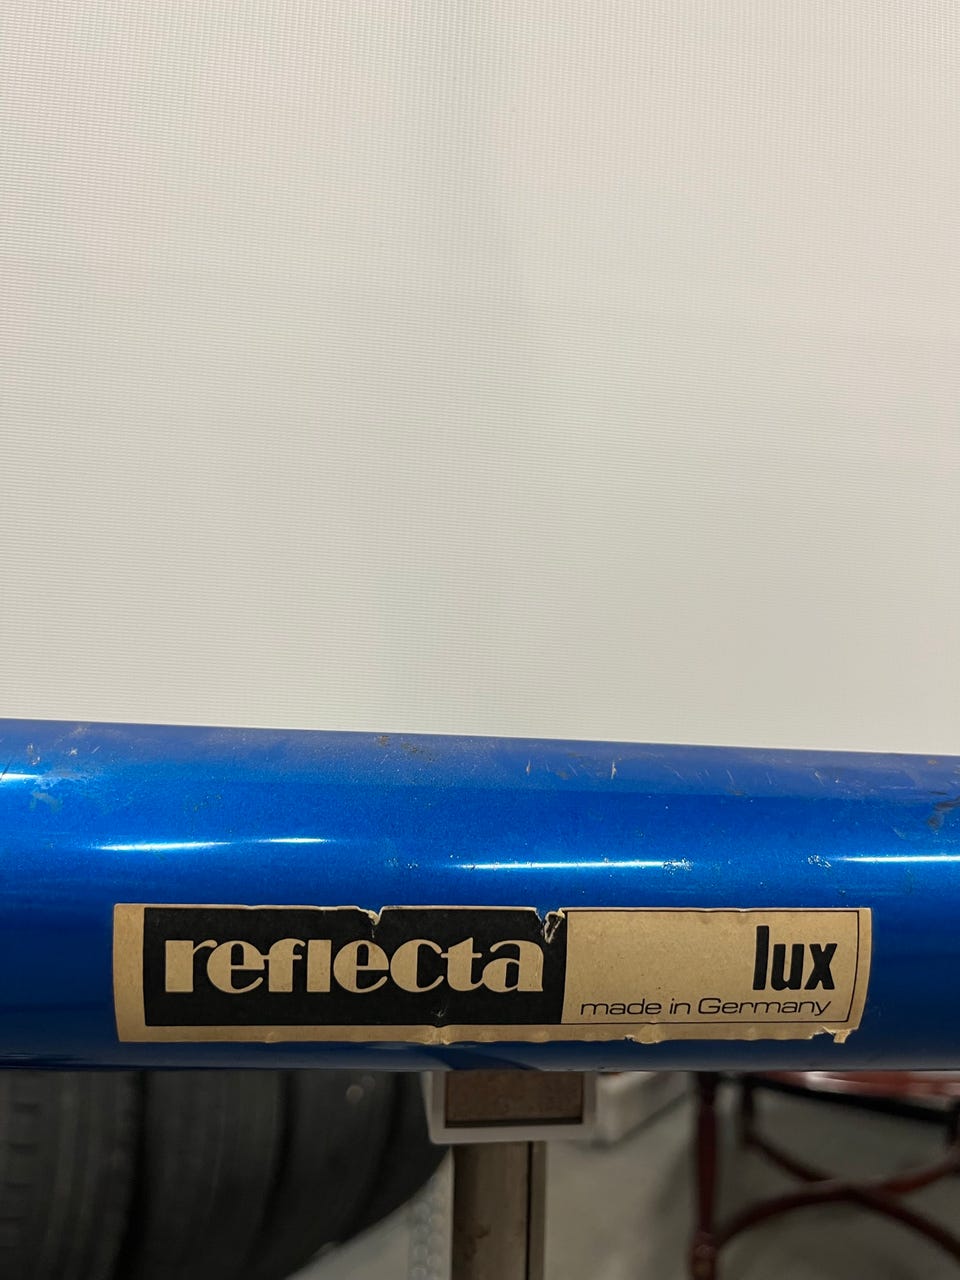 reflecta
lux
made in Germany